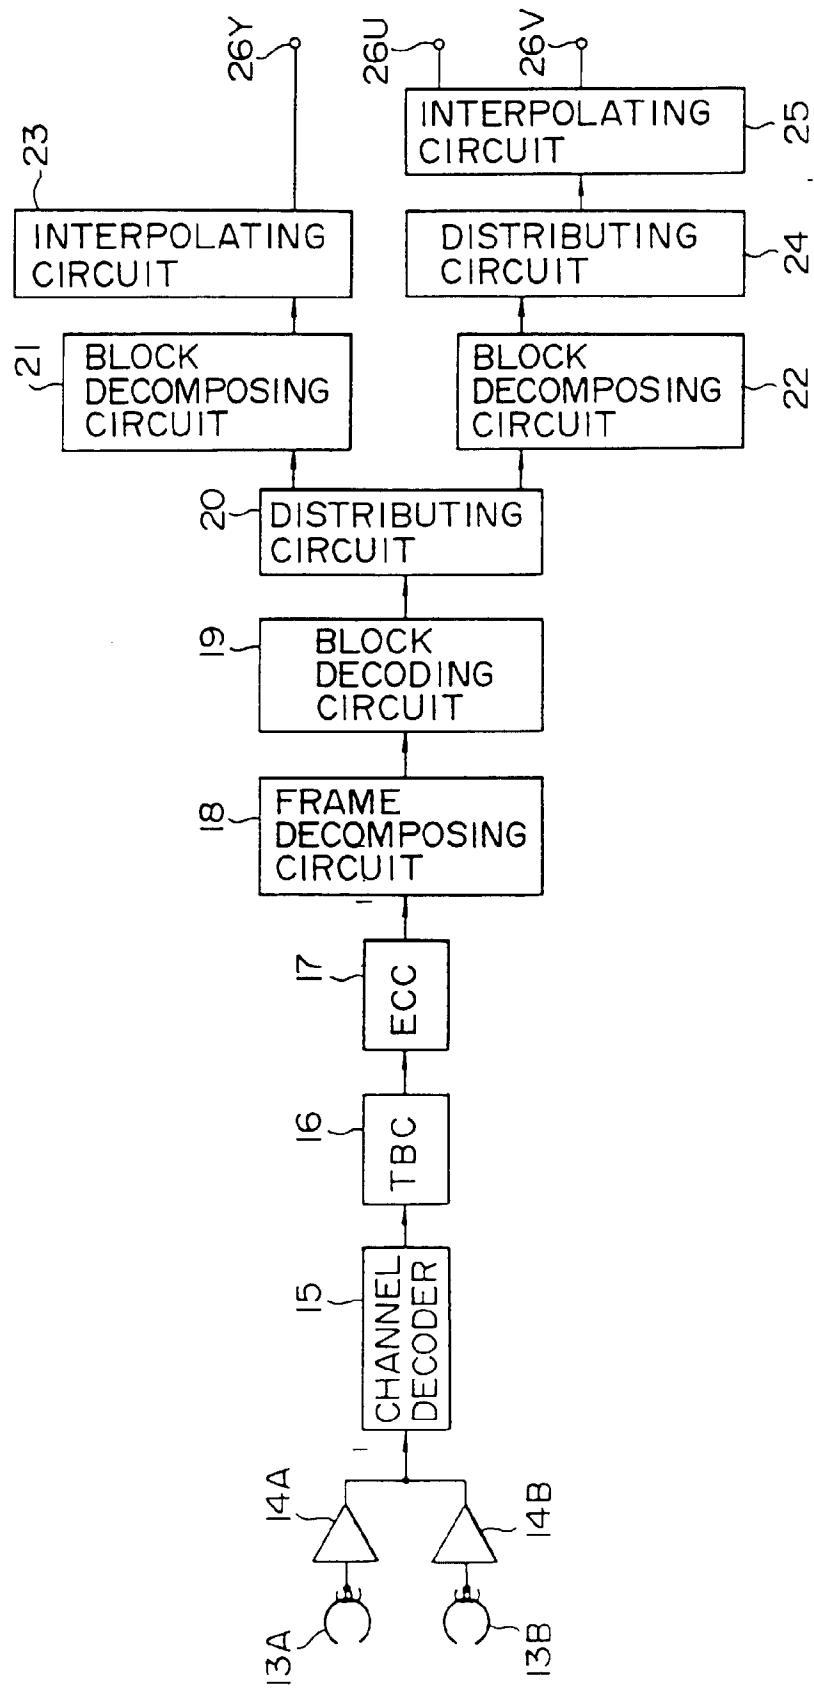 26Y
26U
26V
23
INTERPOLATING
CIRCUIT
INTERPOLATING
CIRCUIT
25
DISTRIBUTING
CIRCUIT
24
21
BLOCK
DECOMPOSING
CIRCUIT
BLOCK
DECOMPOSING
CIRCUIT
22
20
DISTRIBUTING
CIRCUIT
19
BLOCK
DECODING
CIRCUIT
18
FRAME
DECOMPOSING
CIRCUIT
17
ECC
16
TBC
15
CHANNEL
DECODER
14A
14B
13A
13B